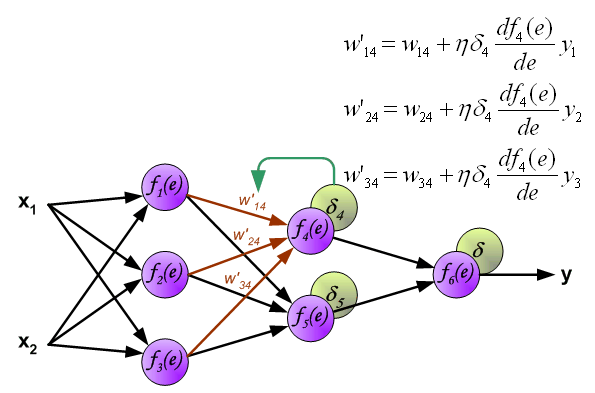 w'₁₄ = w₁₄ + ηδ₄ df₄(e)/de y₁
w'₂₄ = w₂₄ + ηδ₄ df₄(e)/de y₂
w'₃₄ = w₃₄ + ηδ₄ df₄(e)/de y₃
x₁
f₁(e)
w'₁₄
δ₄
f₄(e)
w'₂₄
δ
f₂(e)
f₆(e)
y
w'₃₄
δ₅
f₅(e)
x₂
f₃(e)